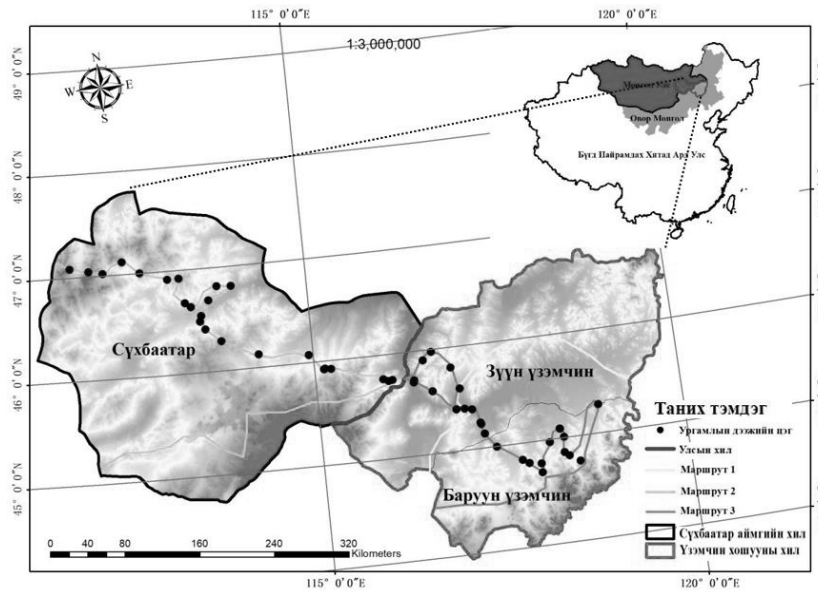 115° 0′0″E
120° 0′0″E
1:3,000,000
N
W
E
S
49° 0′0″N
48° 0′0″N
47° 0′0″N
46° 0′0″N
45° 0′0″N
Монгол Улс
Өвөр Монгол
Бүгд Найрамдах Хятад Ард Улс
Сүхбаатар
Зүүн үзэмчин
Баруун үзэмчин
Таних тэмдэг
Ургамлын дээжийн цэг
Улсын хил
Маршрут 1
Маршрут 2
Маршрут 3
Сүхбаатар аймгийн хил
Үзэмчин хошууны хил
0 20 40 80 160 240 320
Kilometers
115° 0′0″E
120° 0′0″E